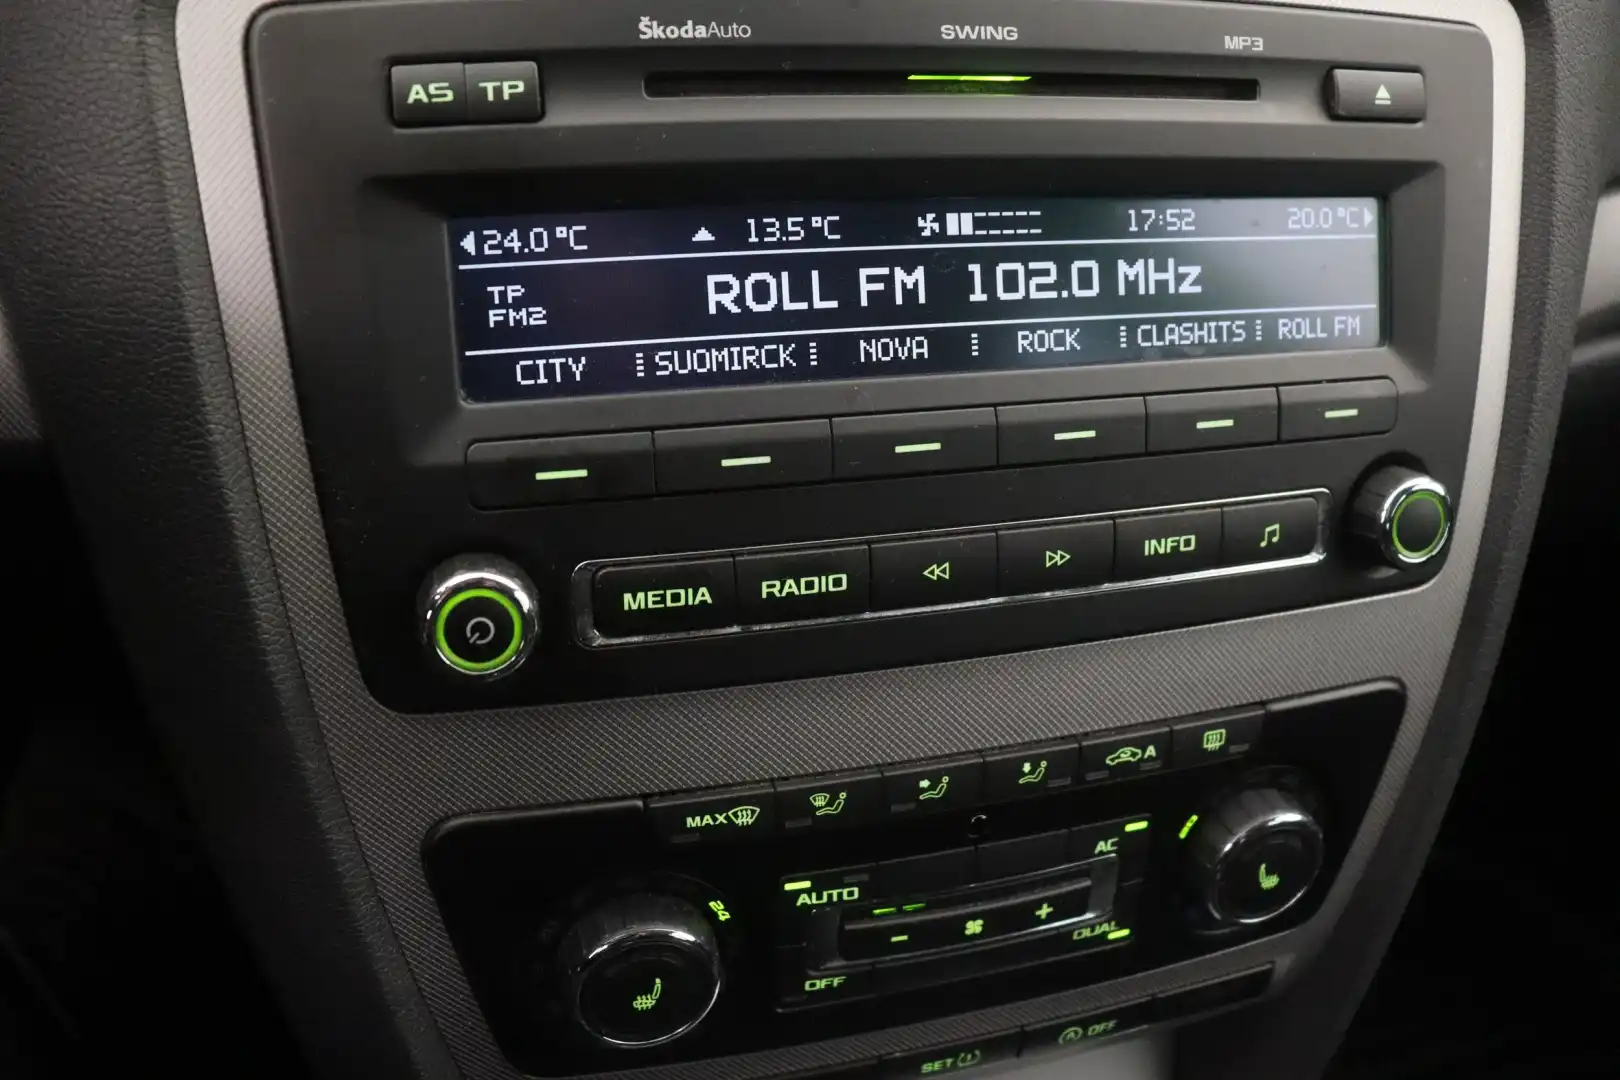 ŠkodaAuto SWING MP3
AS TP
24.0°C 13.5°C 17:52 20.0°C
TP
FM2
ROLL FM 102.0 MHz
CITY SUOMIRCK NOVA ROCK CLASHITS ROLL FM
MEDIA RADIO INFO
MAX A
24
AUTO AC
- +
OFF DUAL
SET OFF